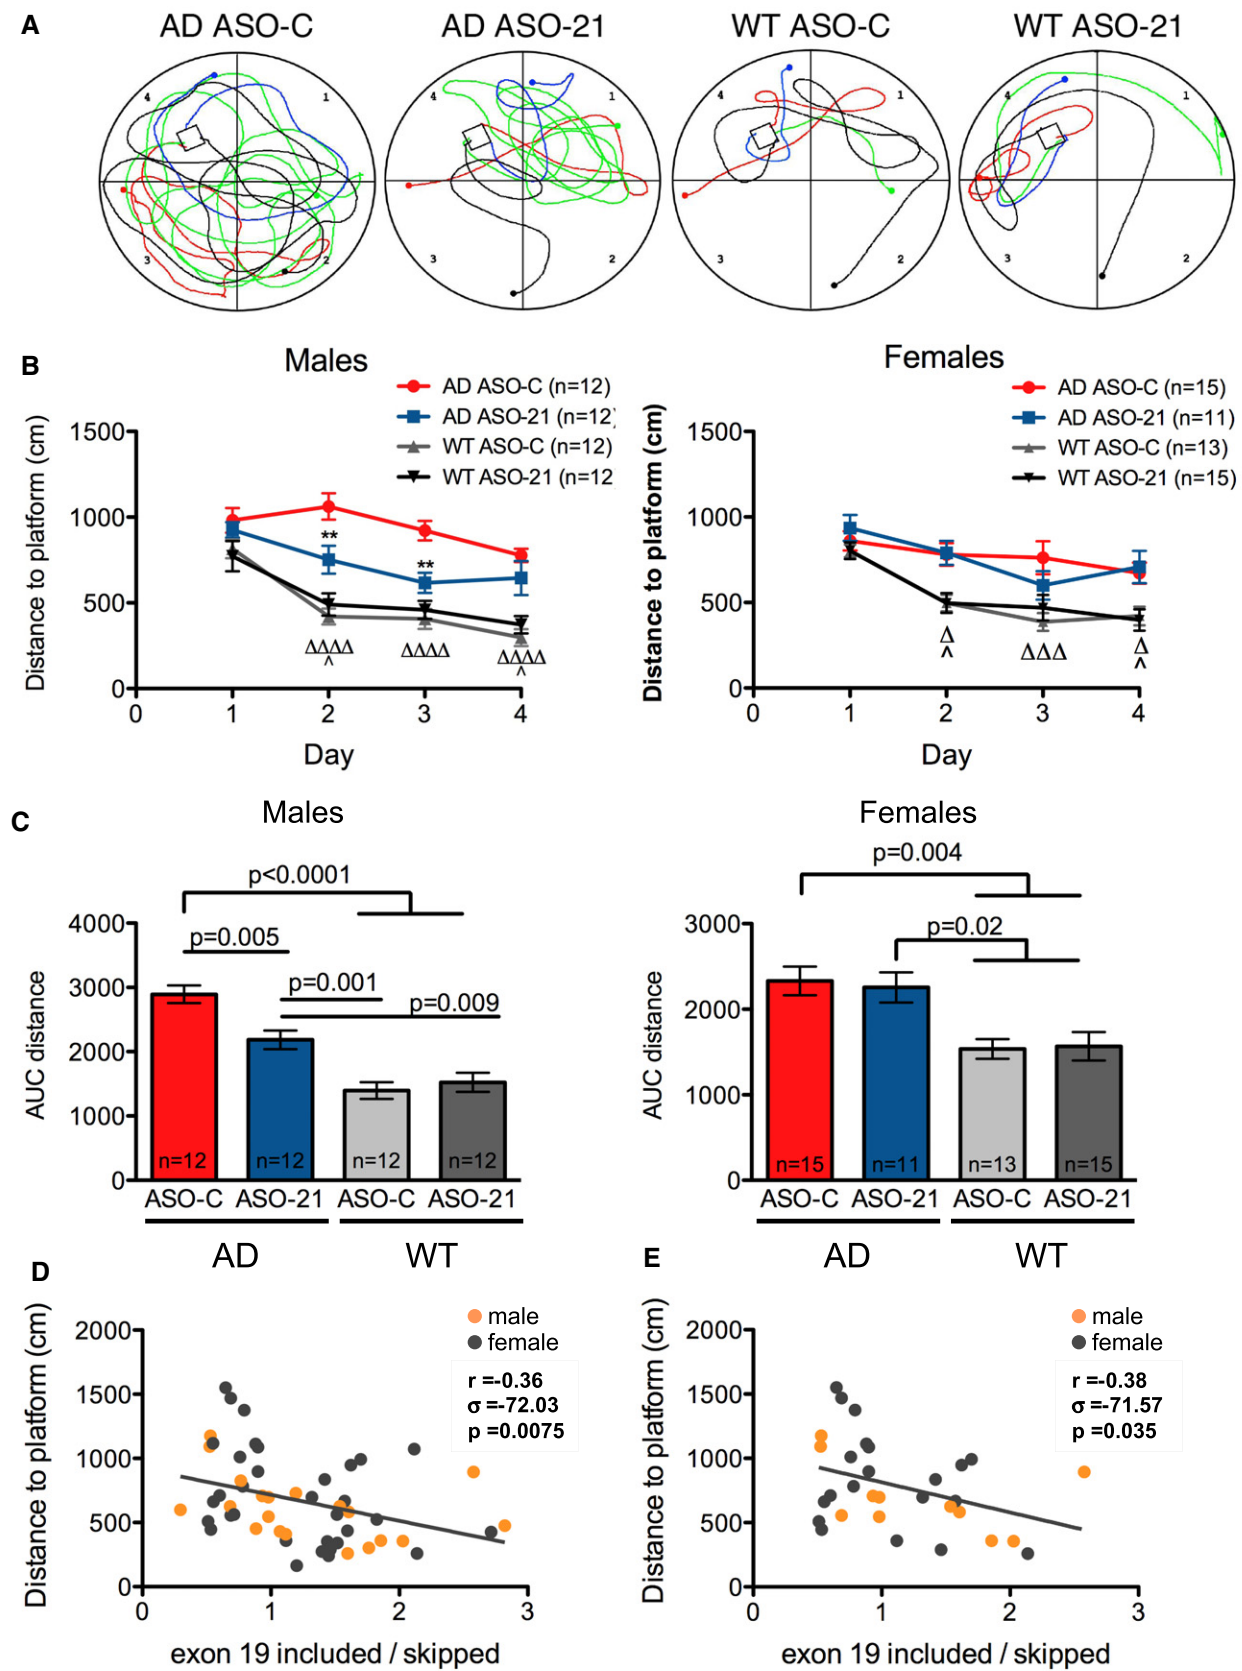 A
AD ASO-C
AD ASO-21
WT ASO-C
WT ASO-21
4 1
3 2
4 1
3 2
4 1
3 2
4 1
3 2
B
Males
AD ASO-C (n=12)
AD ASO-21 (n=12)
WT ASO-C (n=12)
WT ASO-21 (n=12
Distance to platform (cm)
1500
1000
500
0
**
**
ΔΔΔΔ
^
ΔΔΔΔ
ΔΔΔΔ
^
0 1 2 3 4
Day
Females
AD ASO-C (n=15)
AD ASO-21 (n=11)
WT ASO-C (n=13)
WT ASO-21 (n=15)
Distance to platform (cm)
1500
1000
500
0
Δ
^
ΔΔΔ
Δ
^
0 1 2 3 4
Day
C
Males
p<0.0001
p=0.005
p=0.001
p=0.009
AUC distance
4000
3000
2000
1000
0
n=12 n=12 n=12 n=12
ASO-C ASO-21 ASO-C ASO-21
AD WT
Females
p=0.004
p=0.02
AUC distance
3000
2000
1000
0
n=15 n=11 n=13 n=15
ASO-C ASO-21 ASO-C ASO-21
AD WT
D
male
female
r =-0.36
σ =-72.03
p =0.0075
Distance to platform (cm)
2000
1500
1000
500
0
0 1 2 3
exon 19 included / skipped
E
male
female
r =-0.38
σ =-71.57
p =0.035
Distance to platform (cm)
2000
1500
1000
500
0
0 1 2 3
exon 19 included / skipped